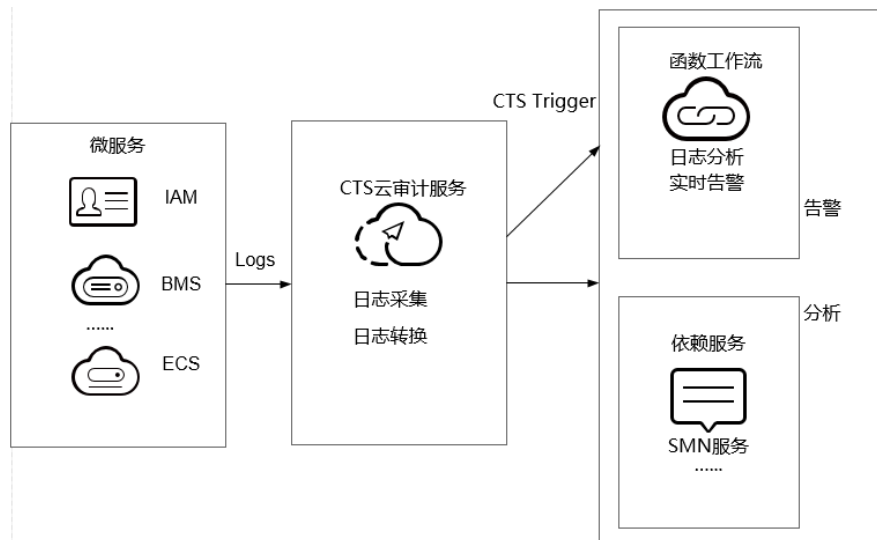 微服务
IAM
BMS
......
ECS
Logs
CTS云审计服务
日志采集
日志转换
CTS Trigger
函数工作流
日志分析
实时告警
告警
分析
依赖服务
SMN服务
......